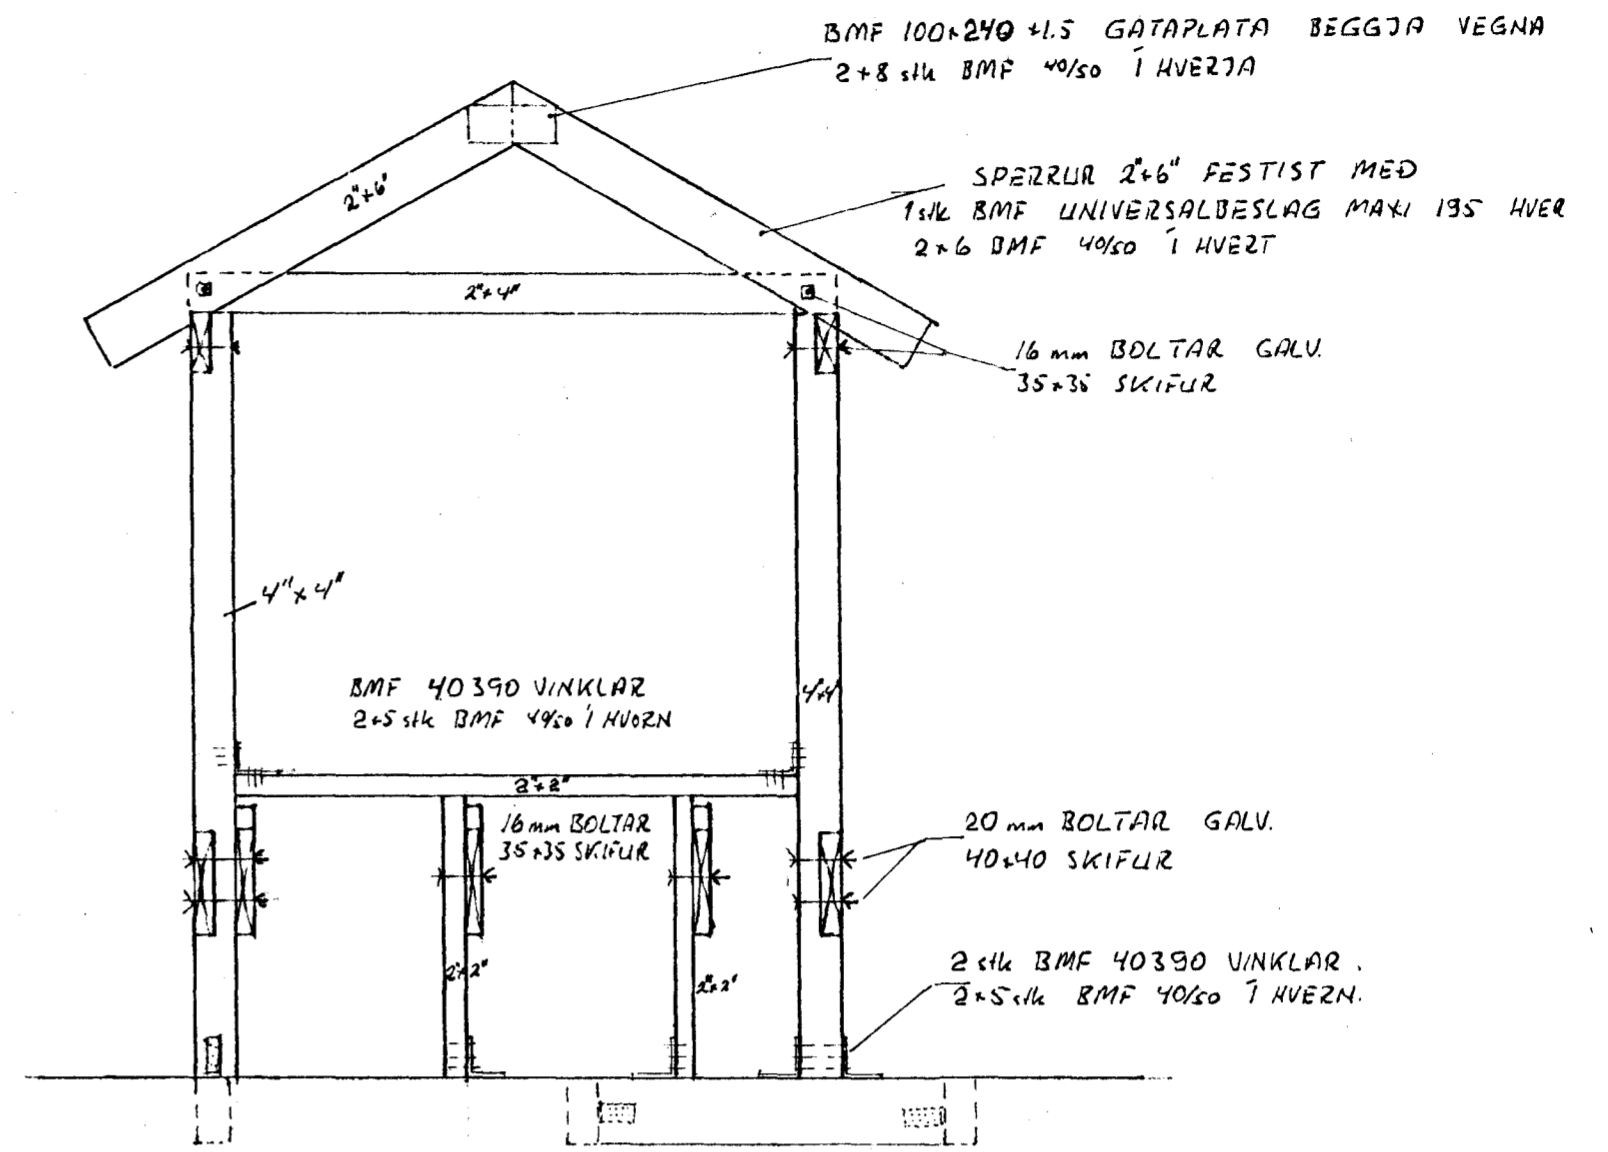 BMF 100x240x1.5 GATAPLATA BEGGJA VEGNA
2x8 stk BMF 40/50 Í HVERJA
SPERRUR 2"x6" FESTIST MEÐ
1 stk BMF UNIVERSALBESLAG MAXI 195 HVER
2x6 BMF 40/50 Í HVERT
2"x6"
2"x4"
16 mm BOLTAR GALV.
35x35 SKIFUR
4"x4"
BMF 40390 VINKLAR
2x5 stk BMF 40/50 Í HVORN
4"x4"
2"x2"
16 mm BOLTAR
35x35 SKIFUR
20 mm BOLTAR GALV.
40x40 SKIFUR
2"x2"
2"x2"
2 stk BMF 40390 VINKLAR.
2x5 stk BMF 40/50 Í HVERN.